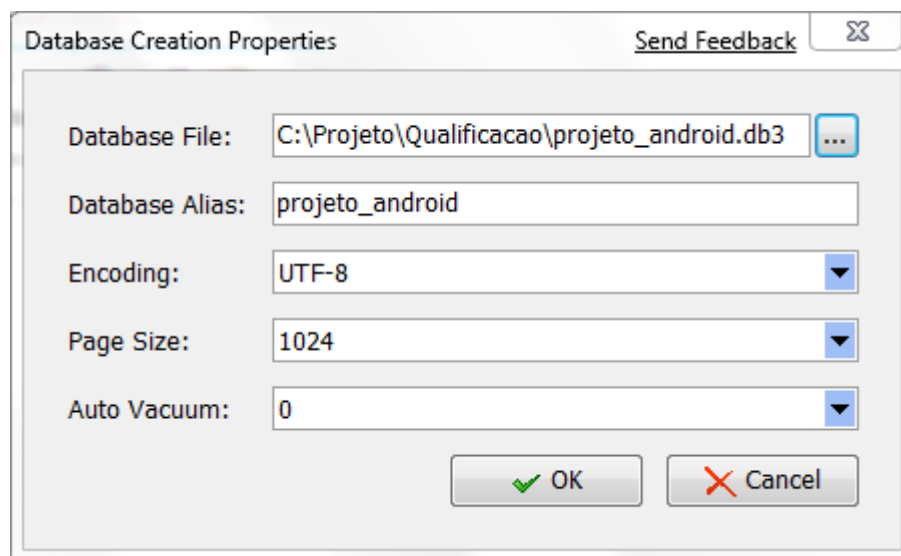 Database Creation Properties Send Feedback
Database File: C:\Projeto\Qualificacao\projeto_android.db3 ...
Database Alias: projeto_android
Encoding: UTF-8
Page Size: 1024
Auto Vacuum: 0
OK Cancel